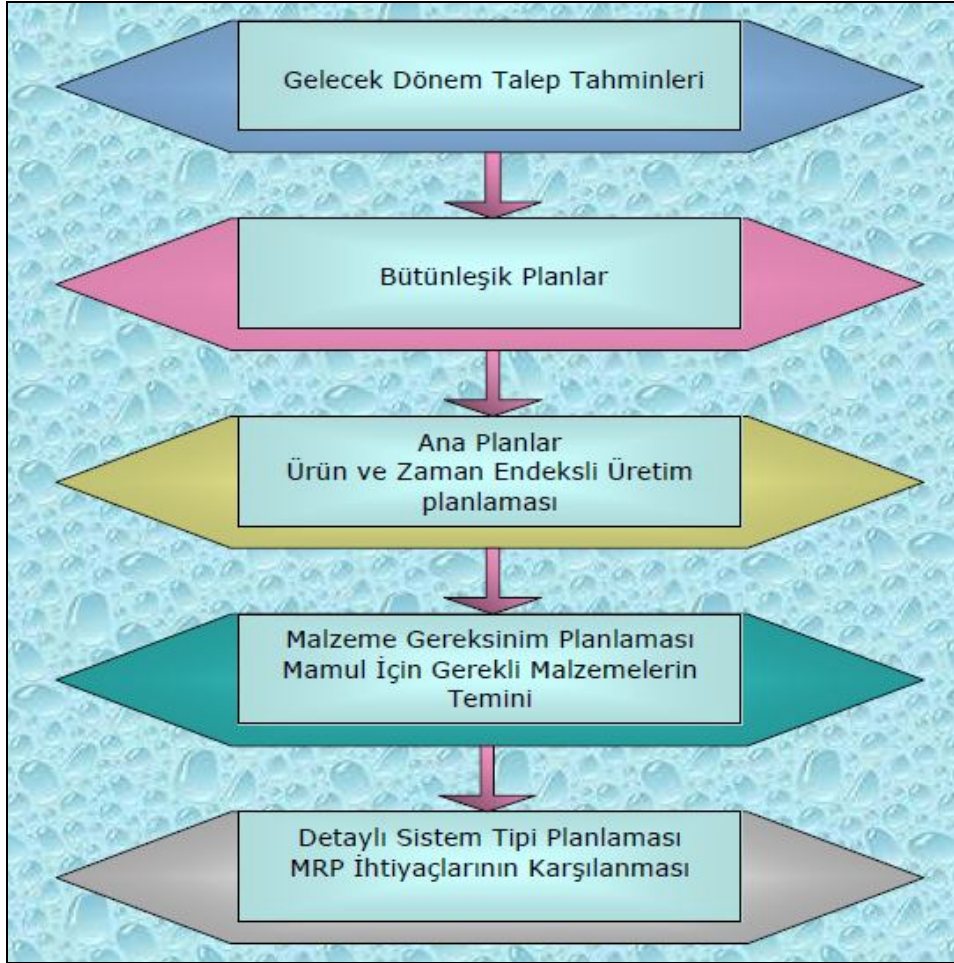 Gelecek Dönem Talep Tahminleri
Bütünleşik Planlar
Ana Planlar
Ürün ve Zaman Endeksli Üretim
planlaması
Malzeme Gereksinim Planlaması
Mamul İçin Gerekli Malzemelerin
Temini
Detaylı Sistem Tipi Planlaması
MRP İhtiyaçlarının Karşılanması